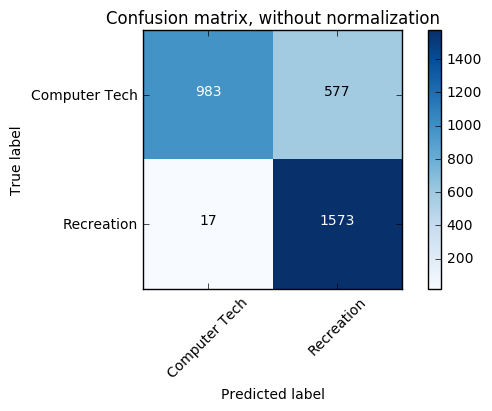 Confusion matrix, without normalization
True label
Computer Tech
983
577
Recreation
17
1573
Computer Tech
Recreation
Predicted label
1400
1200
1000
800
600
400
200